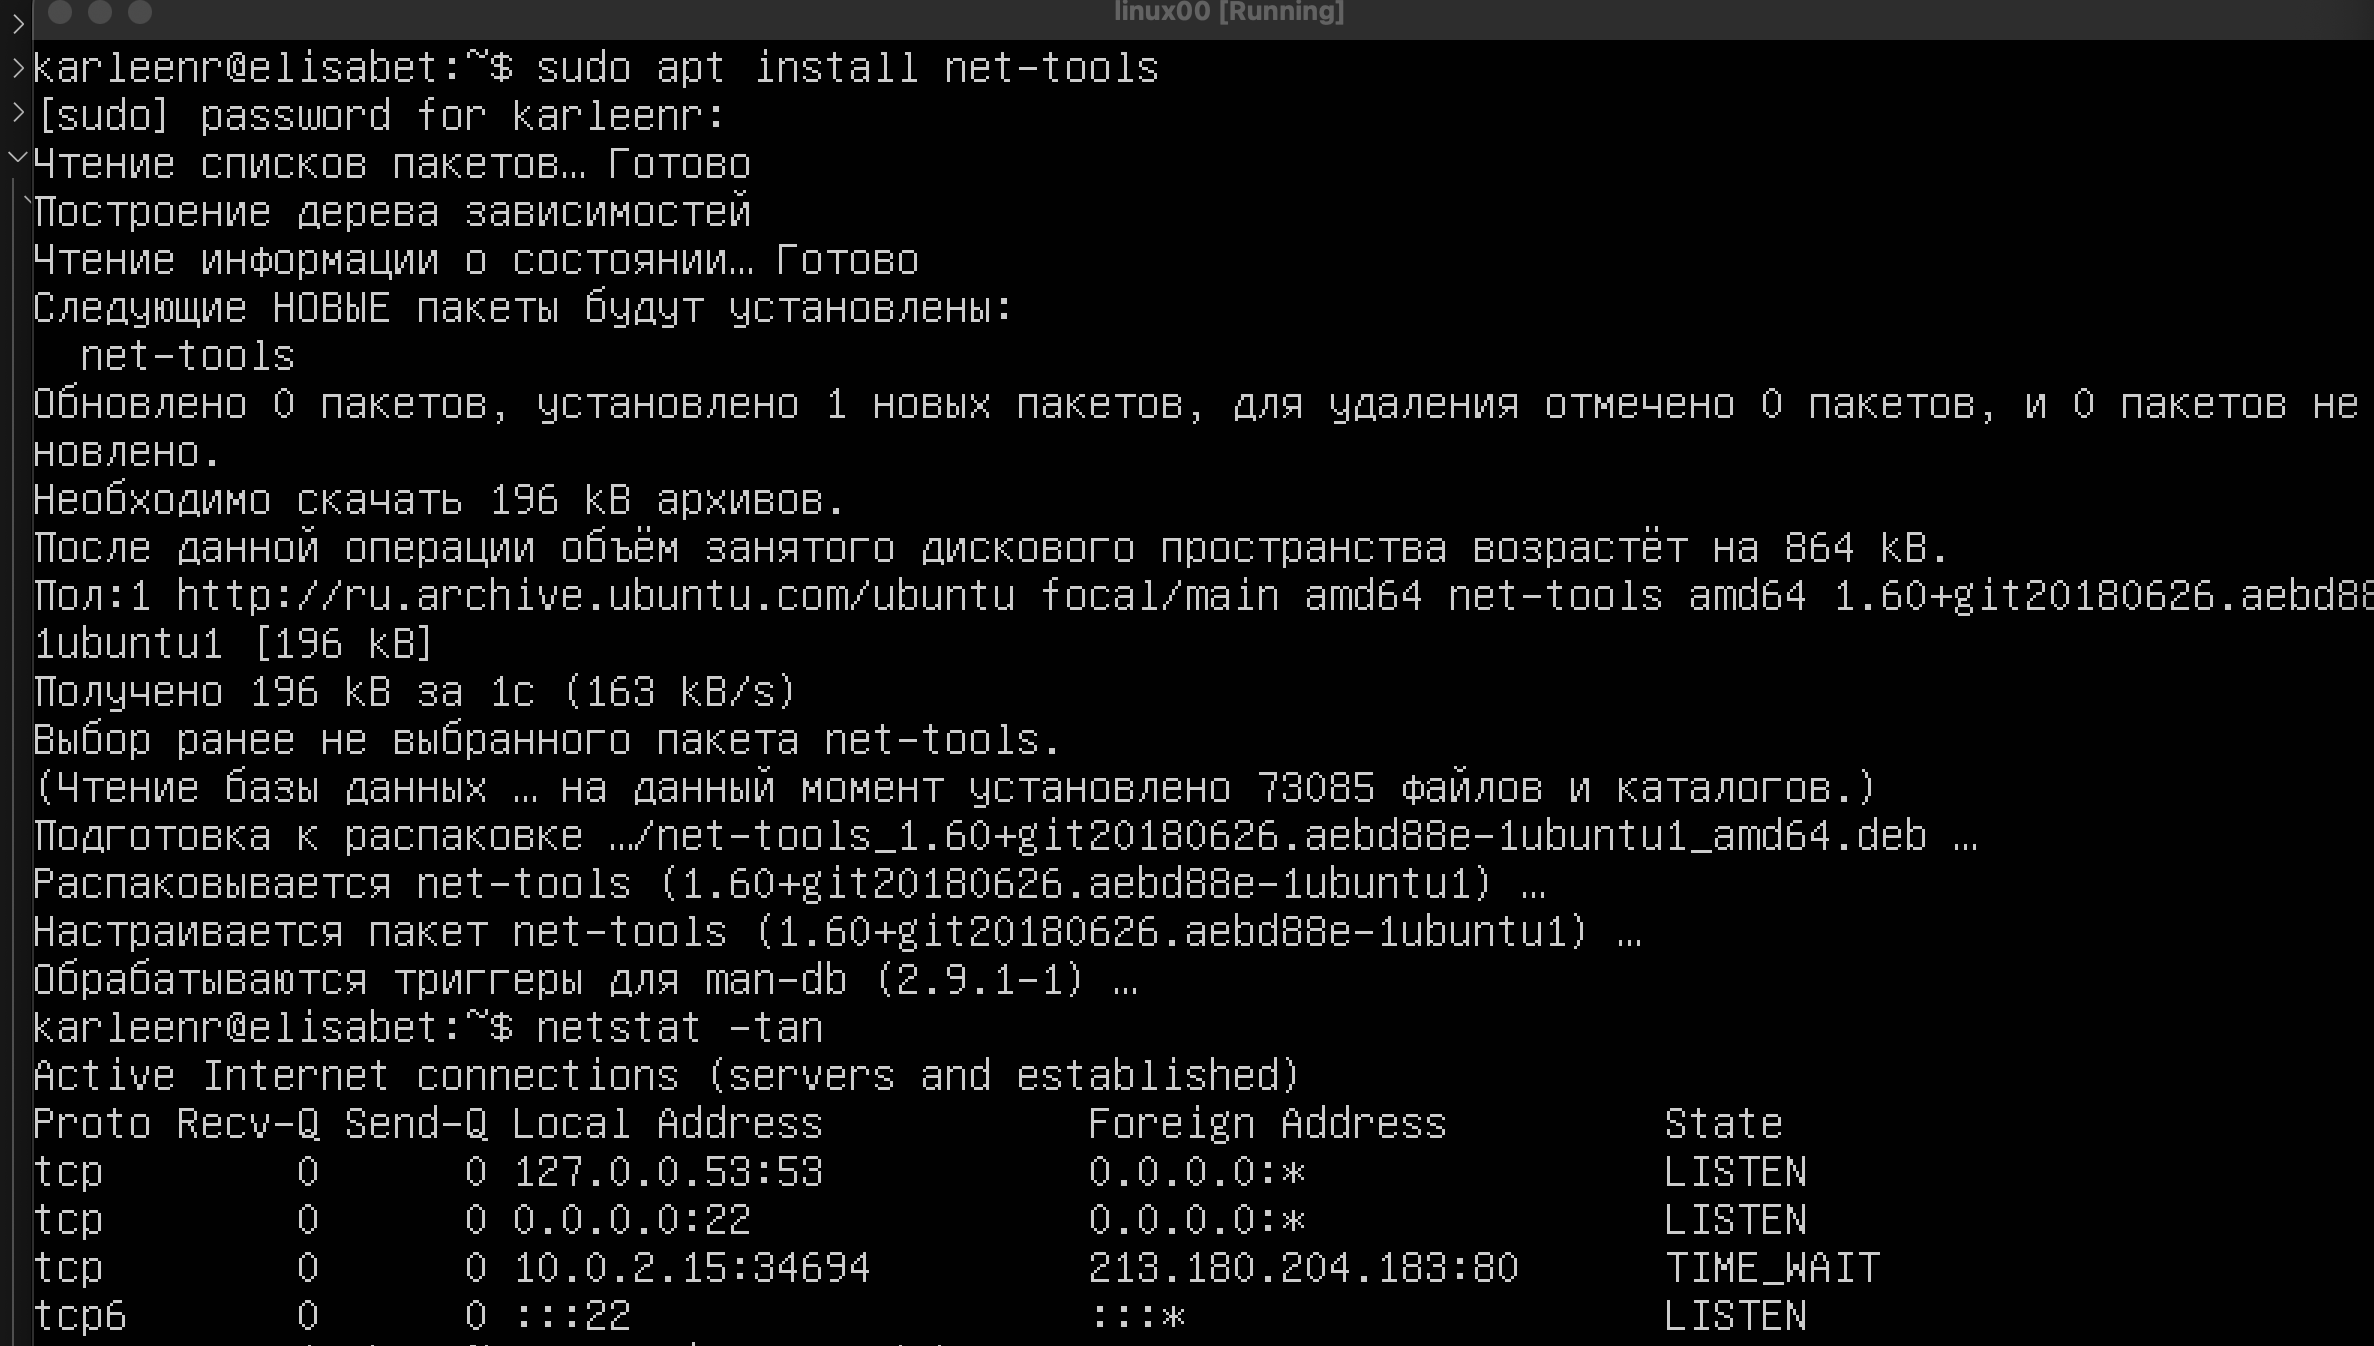 linux00 [Running]
karleenr@elisabet:~$ sudo apt install net-tools
[sudo] password for karleenr:
Чтение списков пакетов… Готово
Построение дерева зависимостей
Чтение информации о состоянии… Готово
Следующие НОВЫЕ пакеты будут установлены:
  net-tools
Обновлено 0 пакетов, установлено 1 новых пакетов, для удаления отмечено 0 пакетов, и 0 пакетов не
новлено.
Необходимо скачать 196 kB архивов.
После данной операции объём занятого дискового пространства возрастёт на 864 kB.
Пол:1 http://ru.archive.ubuntu.com/ubuntu focal/main amd64 net-tools amd64 1.60+git20180626.aebd88
1ubuntu1 [196 kB]
Получено 196 kB за 1с (163 kB/s)
Выбор ранее не выбранного пакета net-tools.
(Чтение базы данных … на данный момент установлено 73085 файлов и каталогов.)
Подготовка к распаковке …/net-tools_1.60+git20180626.aebd88e-1ubuntu1_amd64.deb …
Распаковывается net-tools (1.60+git20180626.aebd88e-1ubuntu1) …
Настраивается пакет net-tools (1.60+git20180626.aebd88e-1ubuntu1) …
Обрабатываются триггеры для man-db (2.9.1-1) …
karleenr@elisabet:~$ netstat -tan
Active Internet connections (servers and established)
Proto Recv-Q Send-Q Local Address           Foreign Address         State
tcp        0      0 127.0.0.53:53           0.0.0.0:*               LISTEN
tcp        0      0 0.0.0.0:22              0.0.0.0:*               LISTEN
tcp        0      0 10.0.2.15:34694         213.180.204.183:80      TIME_WAIT
tcp6       0      0 :::22                   :::*                    LISTEN